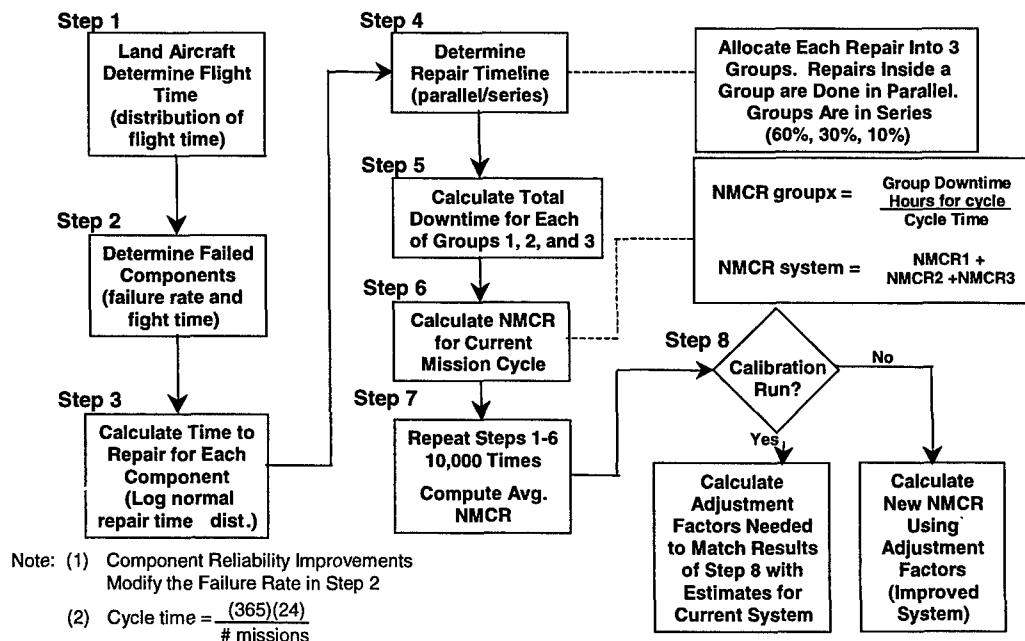 Step 1
Land Aircraft
Determine Flight
Time
(distribution of
flight time)
Step 2
Determine Failed
Components
(failure rate and
fight time)
Step 3
Calculate Time to
Repair for Each
Component
(Log normal
repair time dist.)
Step 4
Determine
Repair Timeline
(parallel/series)
Allocate Each Repair Into 3
Groups. Repairs Inside a
Group are Done in Parallel.
Groups Are in Series
(60%, 30%, 10%)
Step 5
Calculate Total
Downtime for Each
of Groups 1, 2, and 3
Step 6
Calculate NMCR
for Current
Mission Cycle
NMCR groupx =
Group Downtime
Hours for cycle
Cycle Time
NMCR system =
NMCR1 +
NMCR2 +NMCR3
Step 7
Repeat Steps 1-6
10,000 Times
Compute Avg.
NMCR
Step 8
Calibration
Run?
No
Yes
Calculate
Adjustment
Factors Needed
to Match Results
of Step 8 with
Estimates for
Current System
Calculate
New NMCR
Using
Adjustment
Factors
(Improved
System)
Note: (1) Component Reliability Improvements
Modify the Failure Rate in Step 2
(2) Cycle time = (365)(24)
# missions